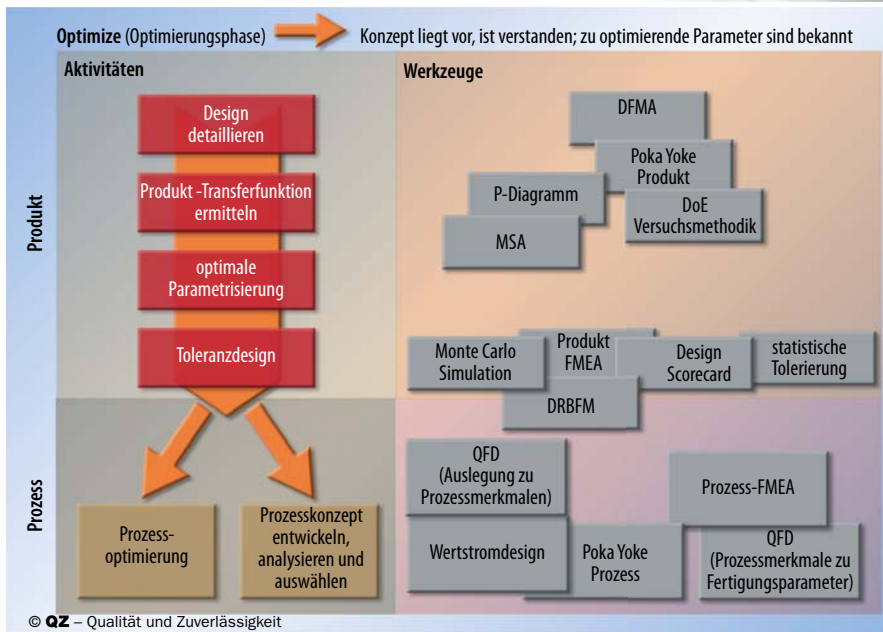 Optimize (Optimierungsphase) Konzept liegt vor, ist verstanden; zu optimierende Parameter sind bekannt
Aktivitäten
Werkzeuge
Produkt
Design
detaillieren
Produkt -Transferfunktion
ermitteln
optimale
Parametrisierung
Toleranzdesign
DFMA
Poka Yoke
Produkt
P-Diagramm
DoE
Versuchsmethodik
MSA
Monte Carlo
Simulation
Produkt
FMEA
Design
Scorecard
statistische
Tolerierung
DRBFM
Prozess
Prozess-
optimierung
Prozesskonzept
entwickeln,
analysieren und
auswählen
QFD
(Auslegung zu
Prozessmerkmalen)
Prozess-FMEA
Wertstromdesign
Poka Yoke
Prozess
QFD
(Prozessmerkmale zu
Fertigungsparameter)
© QZ – Qualität und Zuverlässigkeit